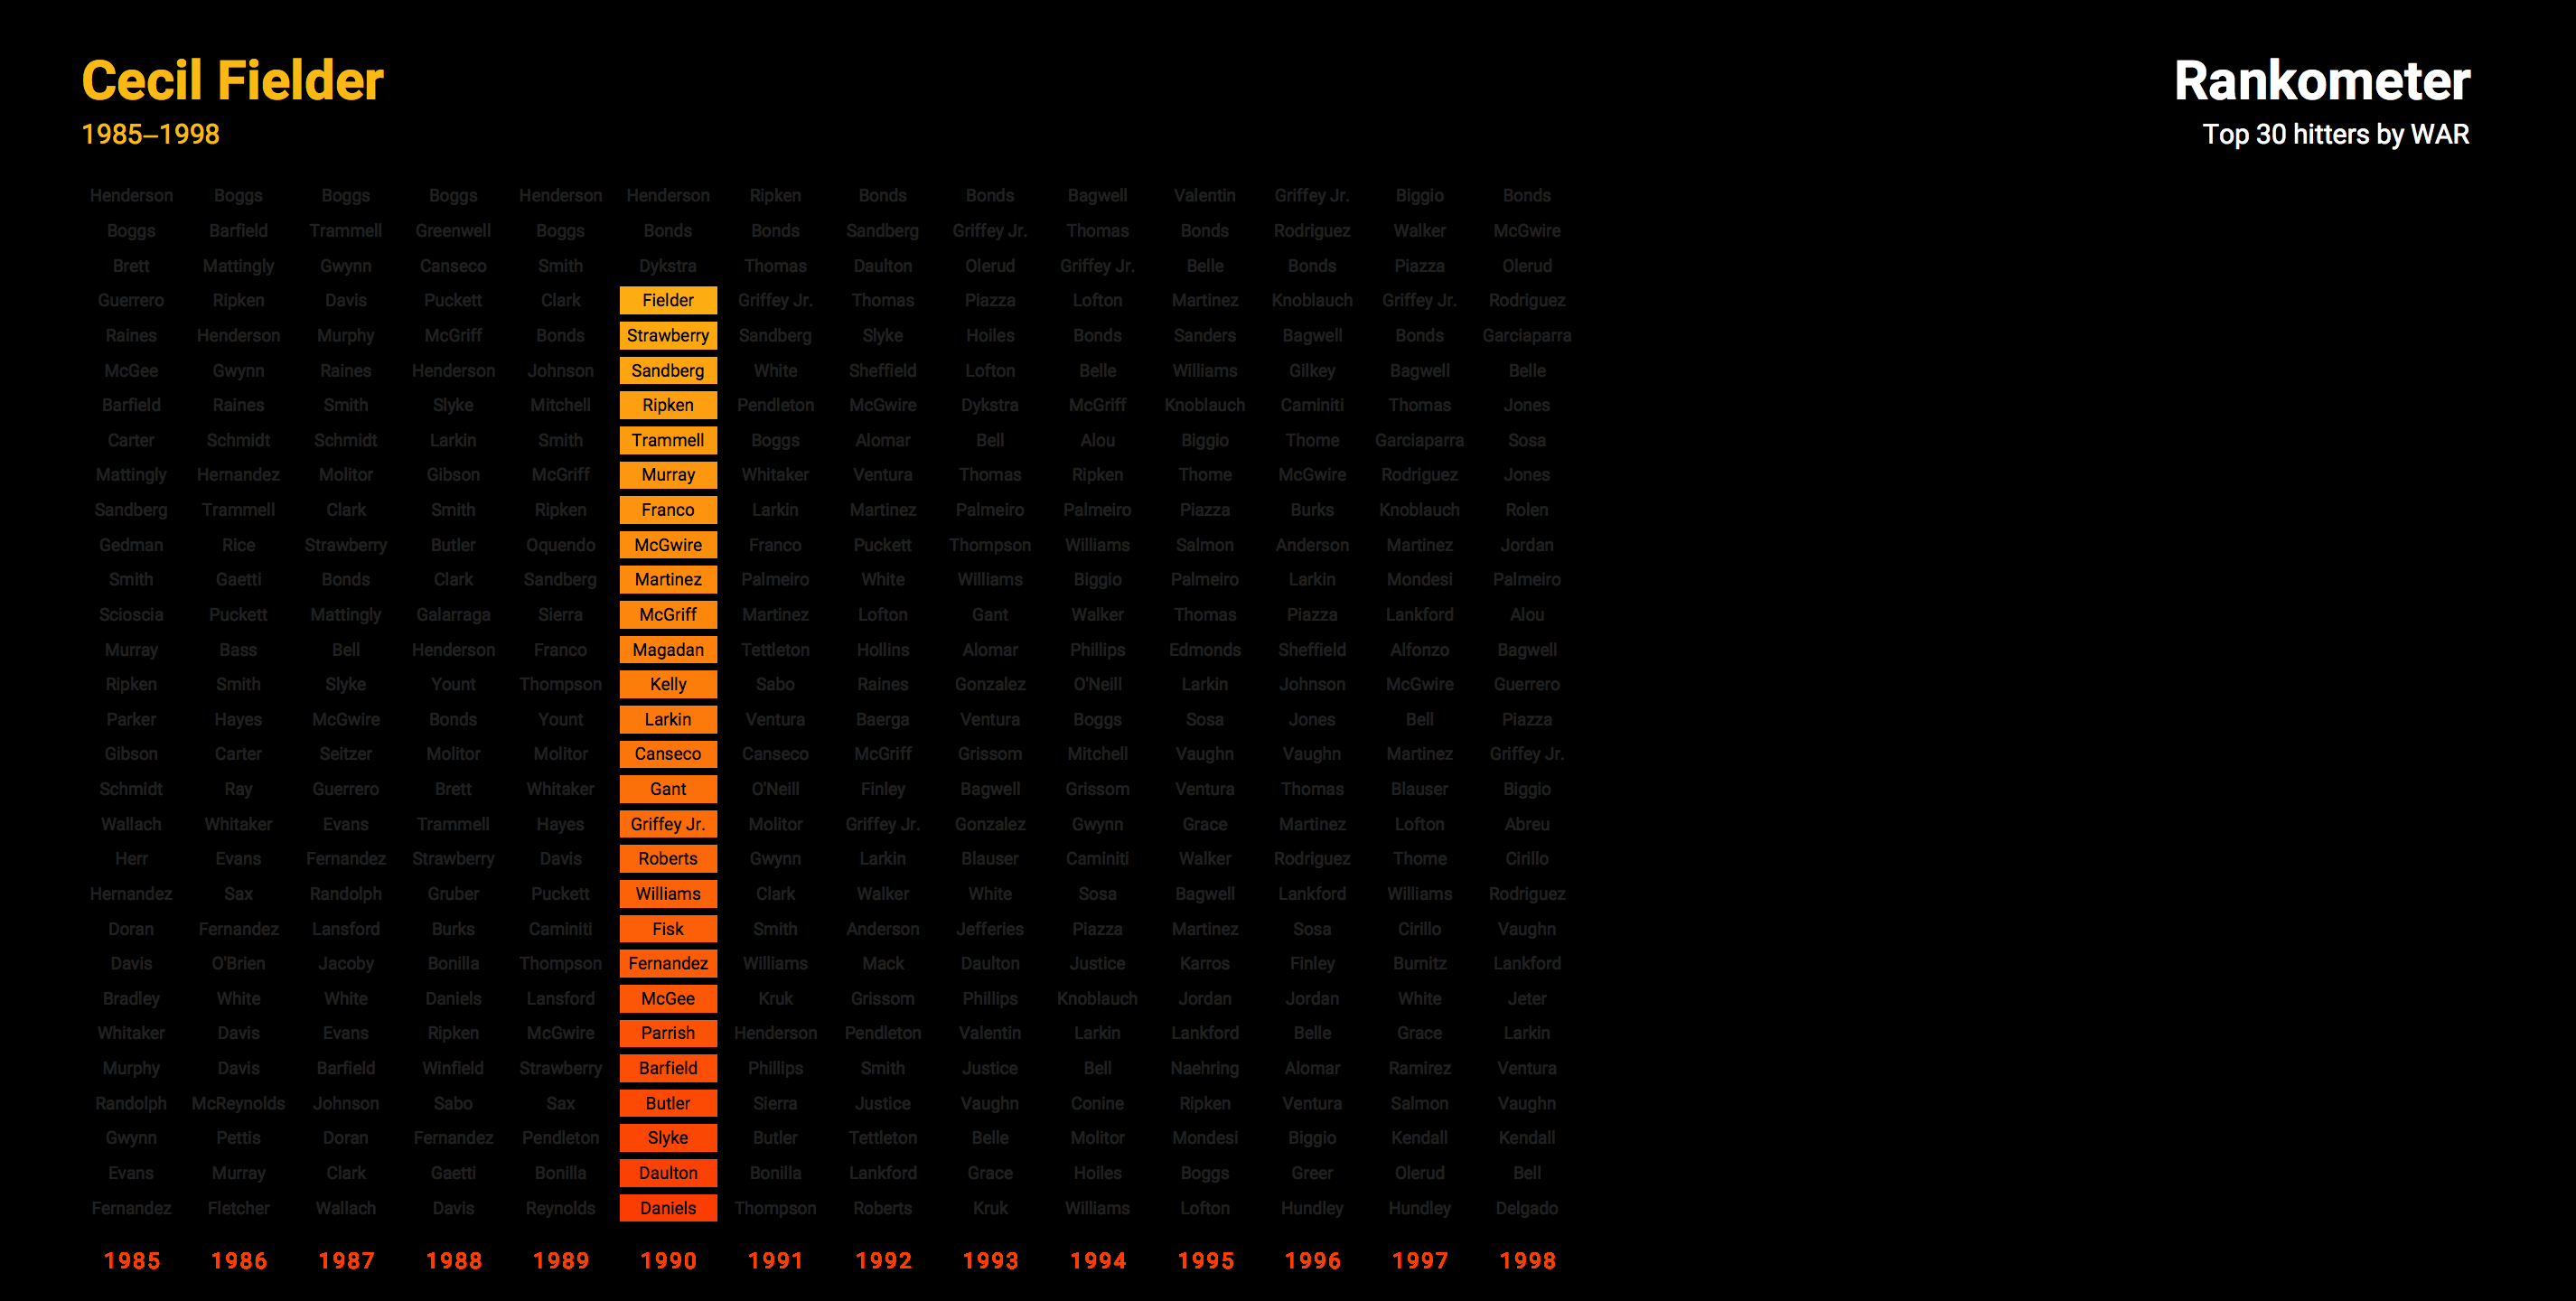 Cecil Fielder
1985–1998
Rankometer
Top 30 hitters by WAR
Henderson Boggs Boggs Boggs Henderson Henderson Ripken Bonds Bonds Bagwell Valentin Griffey Jr. Biggio Bonds
Boggs Barfield Trammell Greenwell Boggs Bonds Bonds Sandberg Griffey Jr. Thomas Bonds Rodriguez Walker McGwire
Brett Mattingly Gwynn Canseco Smith Dykstra Thomas Daulton Olerud Griffey Jr. Belle Bonds Piazza Olerud
Guerrero Ripken Davis Puckett Clark Fielder Griffey Jr. Thomas Piazza Lofton Martinez Knoblauch Griffey Jr. Rodriguez
Raines Henderson Murphy McGriff Bonds Strawberry Sandberg Slyke Hoiles Bonds Sanders Bagwell Bonds Garciaparra
McGee Gwynn Raines Henderson Johnson Sandberg White Sheffield Lofton Belle Williams Gilkey Bagwell Belle
Barfield Raines Smith Slyke Mitchell Ripken Pendleton McGwire Dykstra McGriff Knoblauch Caminiti Thomas Jones
Carter Schmidt Schmidt Larkin Smith Trammell Boggs Alomar Bell Alou Biggio Thome Garciaparra Sosa
Mattingly Hernandez Molitor Gibson McGriff Murray Whitaker Ventura Thomas Ripken Thome McGwire Rodriguez Jones
Sandberg Trammell Clark Smith Ripken Franco Larkin Martinez Palmeiro Palmeiro Piazza Burks Knoblauch Rolen
Gedman Rice Strawberry Butler Oquendo McGwire Franco Puckett Thompson Williams Salmon Anderson Martinez Jordan
Smith Gaetti Bonds Clark Sandberg Martinez Palmeiro White Williams Biggio Palmeiro Larkin Mondesi Palmeiro
Scioscia Puckett Mattingly Galarraga Sierra McGriff Martinez Lofton Gant Walker Thomas Piazza Lankford Alou
Murray Bass Bell Henderson Franco Magadan Tettleton Hollins Alomar Phillips Edmonds Sheffield Alfonzo Bagwell
Ripken Smith Slyke Yount Thompson Kelly Sabo Raines Gonzalez O'Neill Larkin Johnson McGwire Guerrero
Parker Hayes McGwire Bonds Yount Larkin Ventura Baerga Ventura Boggs Sosa Jones Bell Piazza
Gibson Carter Seitzer Molitor Molitor Canseco Canseco McGriff Grissom Mitchell Vaughn Vaughn Martinez Griffey Jr.
Schmidt Ray Guerrero Brett Whitaker Gant O'Neill Finley Bagwell Grissom Ventura Thomas Blauser Biggio
Wallach Whitaker Evans Trammell Hayes Griffey Jr. Molitor Griffey Jr. Gonzalez Gwynn Grace Martinez Lofton Abreu
Herr Evans Fernandez Strawberry Davis Roberts Gwynn Larkin Blauser Caminiti Walker Rodriguez Thome Cirillo
Hernandez Sax Randolph Gruber Puckett Williams Clark Walker White Sosa Bagwell Lankford Williams Rodriguez
Doran Fernandez Lansford Burks Caminiti Fisk Smith Anderson Jefferies Piazza Martinez Sosa Cirillo Vaughn
Davis O'Brien Jacoby Bonilla Thompson Fernandez Williams Mack Daulton Justice Karros Finley Burnitz Lankford
Bradley White White Daniels Lansford McGee Kruk Grissom Phillips Knoblauch Jordan Jordan White Jeter
Whitaker Davis Evans Ripken McGwire Parrish Henderson Pendleton Valentin Larkin Lankford Belle Grace Larkin
Murphy Davis Barfield Winfield Strawberry Barfield Phillips Smith Justice Bell Naehring Alomar Ramirez Ventura
Randolph McReynolds Johnson Sabo Sax Butler Sierra Justice Vaughn Conine Ripken Ventura Salmon Vaughn
Gwynn Pettis Doran Fernandez Pendleton Slyke Butler Tettleton Belle Molitor Mondesi Biggio Kendall Kendall
Evans Murray Clark Gaetti Bonilla Daulton Bonilla Lankford Grace Hoiles Boggs Greer Olerud Bell
Fernandez Fletcher Wallach Davis Reynolds Daniels Thompson Roberts Kruk Williams Lofton Hundley Hundley Delgado
1985 1986 1987 1988 1989 1990 1991 1992 1993 1994 1995 1996 1997 1998